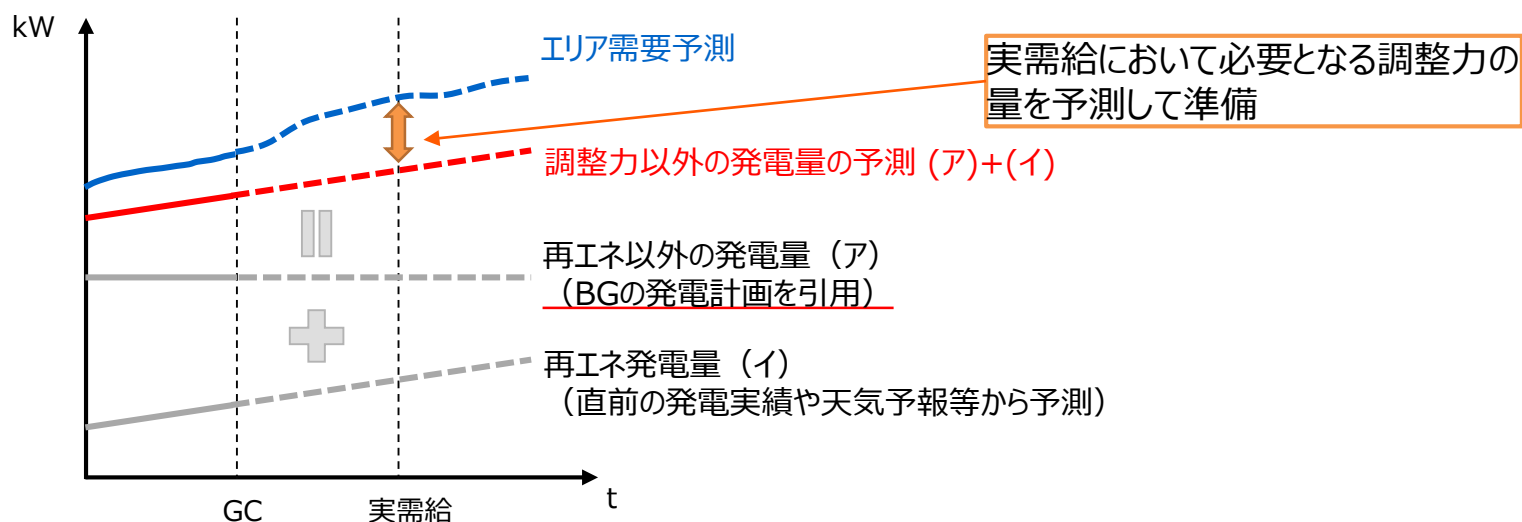 kW
エリア需要予測
実需給において必要となる調整力の
量を予測して準備
調整力以外の発電量の予測 (ア)+(イ)
再エネ以外の発電量（ア）
（BGの発電計画を引用）
再エネ発電量（イ）
（直前の発電実績や天気予報等から予測）
t
GC
実需給